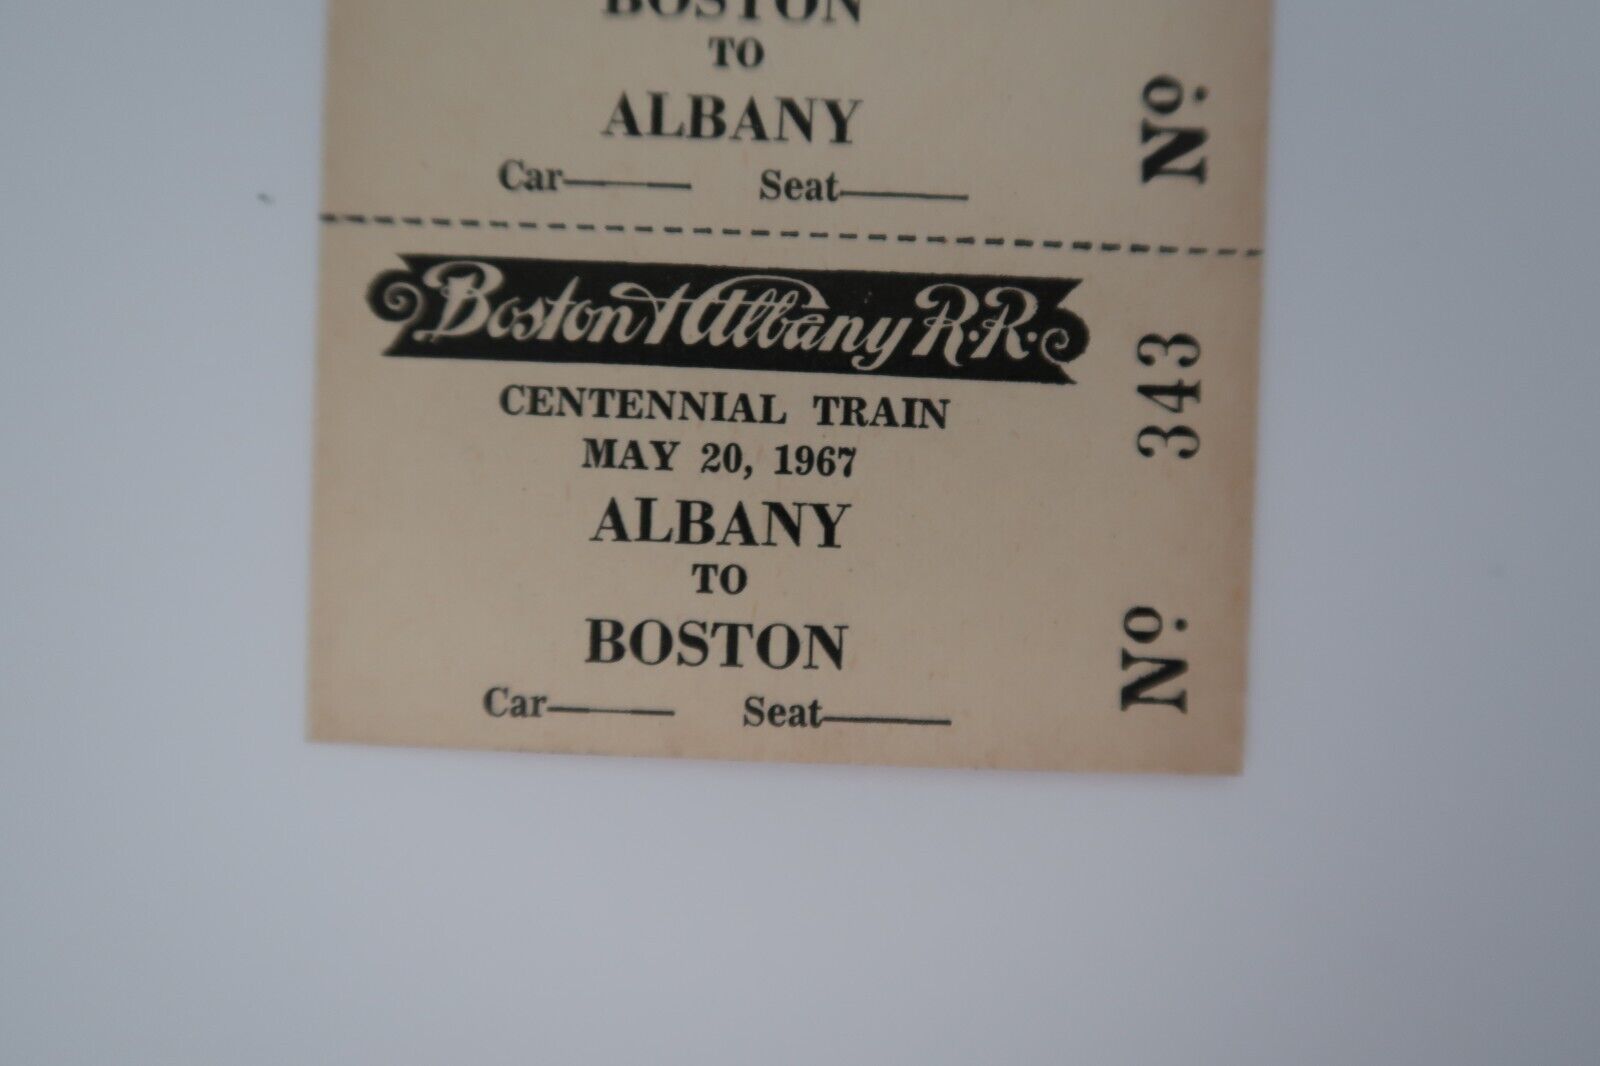 BOSTON
TO
ALBANY
Car Seat
Nº.
Boston & Albany R.R.
CENTENNIAL TRAIN
MAY 20, 1967
ALBANY
TO
BOSTON
Car Seat
Nº. 343